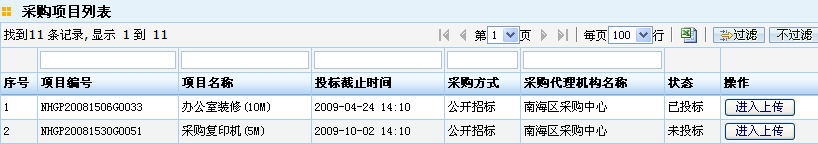 采购项目列表
找到11 条记录,显示 1 到 11 第 1 页 每页 100 行 过滤 不过滤
序号 项目编号 项目名称 投标截止时间 采购方式 采购代理机构名称 状态 操作
1 NHGP20081506G0033 办公室装修(10M) 2009-04-24 14:10 公开招标 南海区采购中心 已投标 进入上传
2 NHGP20081530G0051 采购复印机(5M) 2009-10-02 14:10 公开招标 南海区采购中心 未投标 进入上传